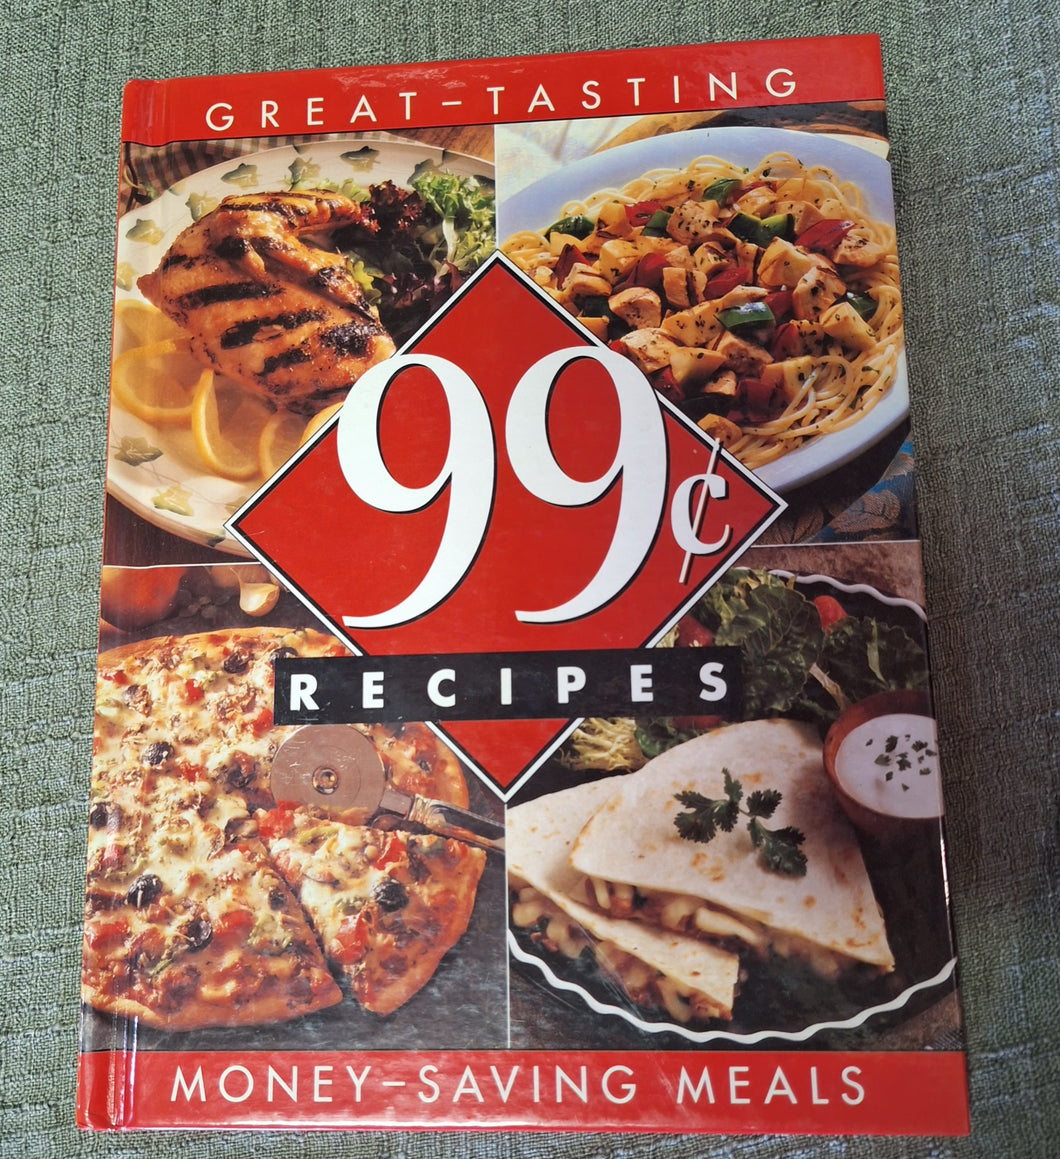 GREAT-TASTING
99¢
RECIPES
MONEY-SAVING MEALS